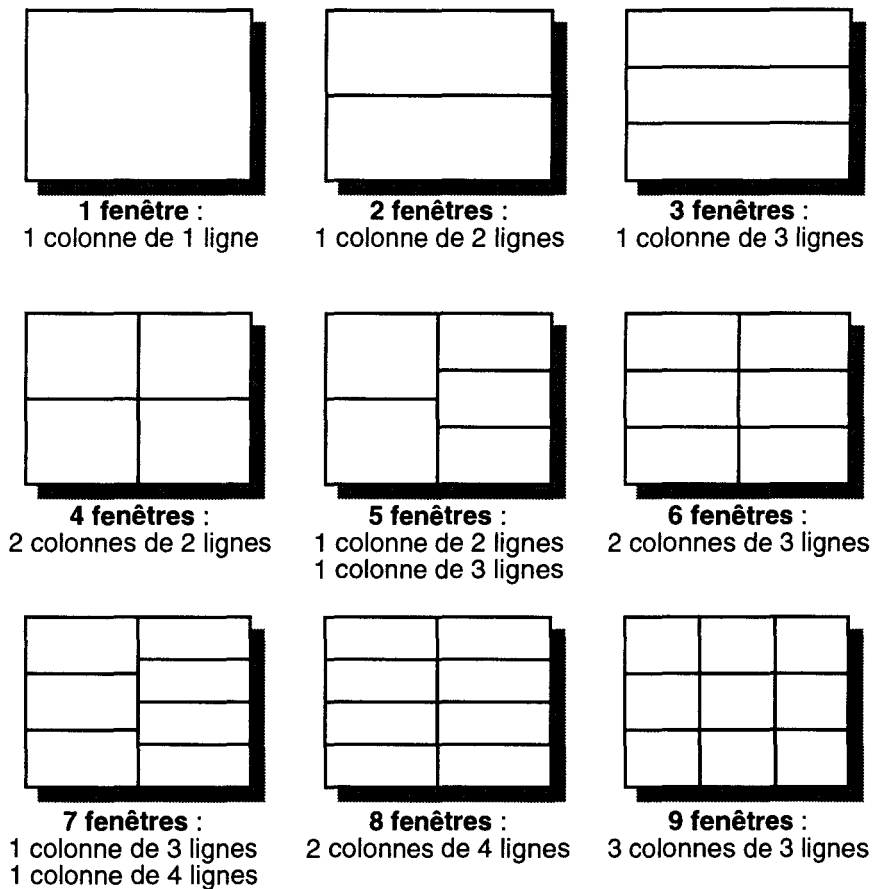 1 fenêtre :
1 colonne de 1 ligne
2 fenêtres :
1 colonne de 2 lignes
3 fenêtres :
1 colonne de 3 lignes
4 fenêtres :
2 colonnes de 2 lignes
5 fenêtres :
1 colonne de 2 lignes
1 colonne de 3 lignes
6 fenêtres :
2 colonnes de 3 lignes
7 fenêtres :
1 colonne de 3 lignes
1 colonne de 4 lignes
8 fenêtres :
2 colonnes de 4 lignes
9 fenêtres :
3 colonnes de 3 lignes